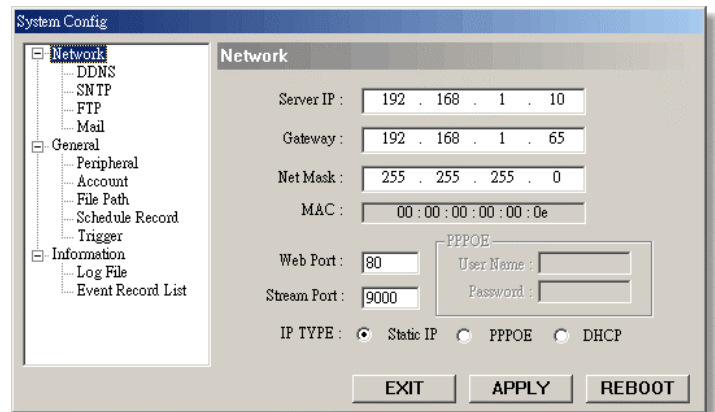 System Config
Network
DDNS
SNTP
FTP
Mail
General
Peripheral
Account
File Path
Schedule Record
Trigger
Information
Log File
Event Record List
Network
Server IP : 192 . 168 . 1 . 10
Gateway : 192 . 168 . 1 . 65
Net Mask : 255 . 255 . 255 . 0
MAC : 00 : 00 : 00 : 00 : 00 : 0e
Web Port : 80
Stream Port : 9000
PPPOE
User Name :
Password :
IP TYPE : Static IP PPPOE DHCP
EXIT APPLY REBOOT